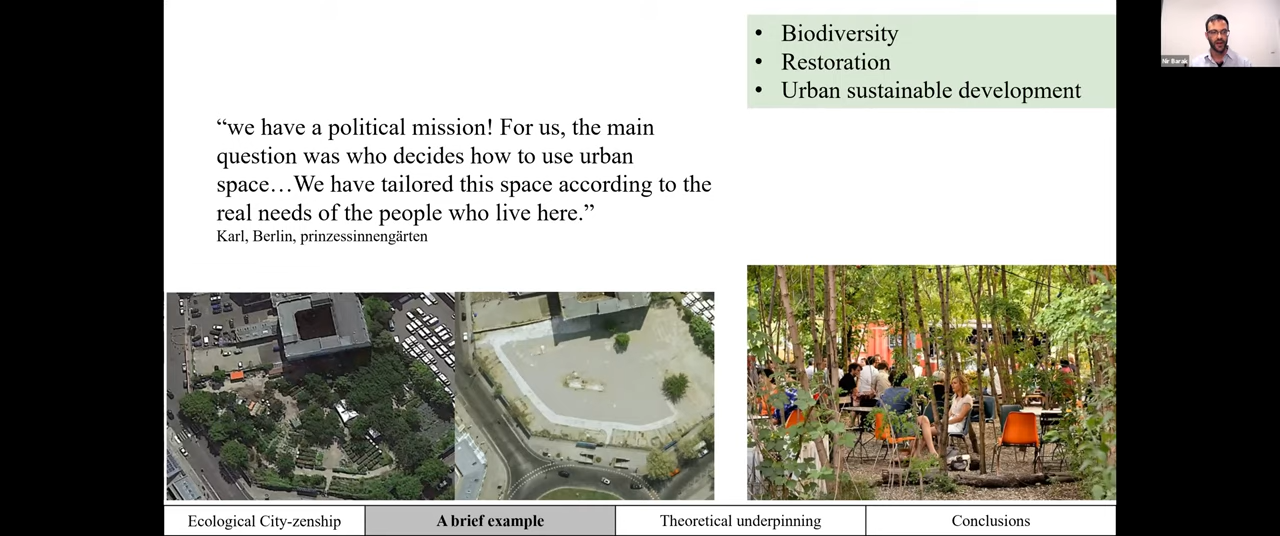 • Biodiversity
• Restoration
• Urban sustainable development
Nir Barak
“we have a political mission! For us, the main
question was who decides how to use urban
space…We have tailored this space according to the
real needs of the people who live here.”
Karl, Berlin, prinzessinnengärten
Ecological City-zenship
A brief example
Theoretical underpinning
Conclusions